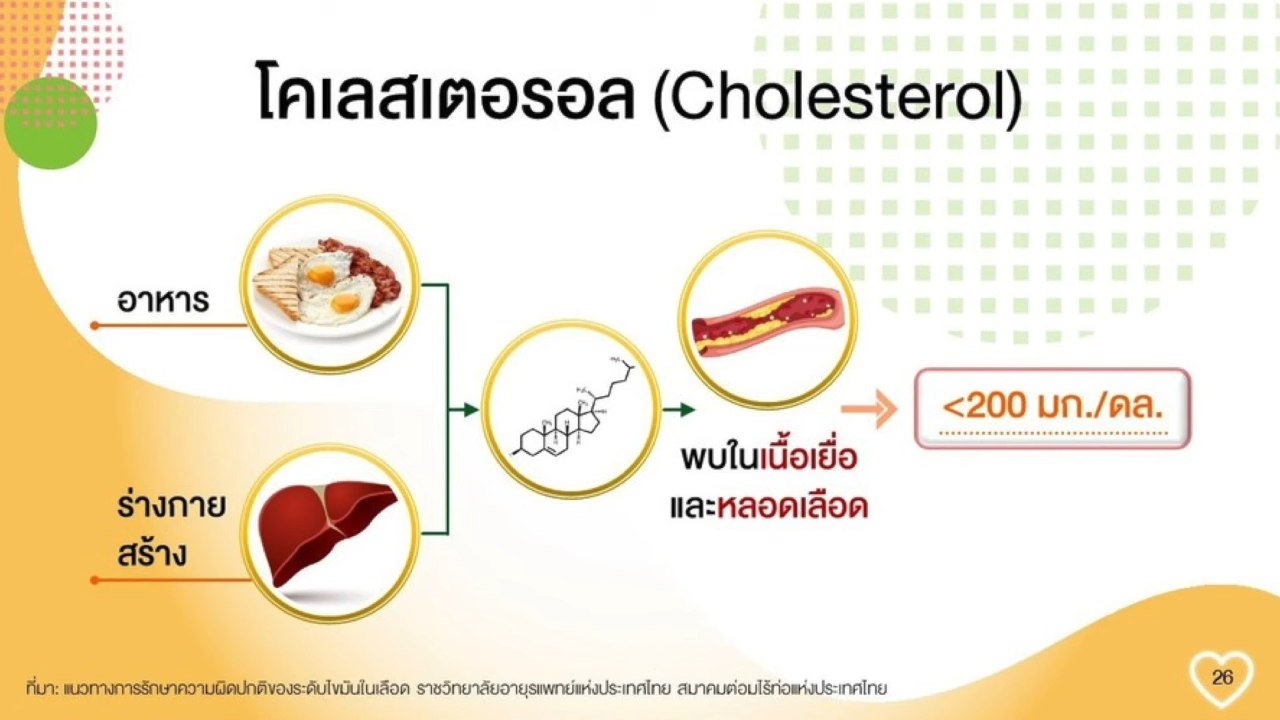 โคเลสเตอรอล (Cholesterol)
อาหาร
ร่างกาย
สร้าง
พบในเนื้อเยื่อ
และหลอดเลือด
<200 มก./ดล.
ที่มา: แนวทางการรักษาความผิดปกติของระดับไขมันในเลือด ราชวิทยาลัยอายุรแพทย์แห่งประเทศไทย สมาคมต่อมไร้ท่อแห่งประเทศไทย
26